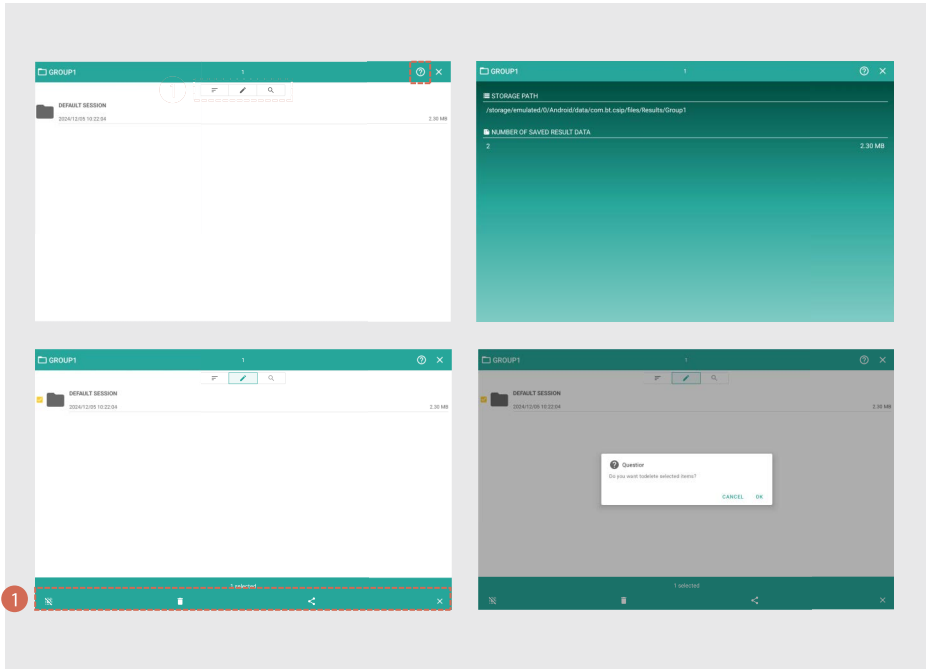 GROUP1 1
DEFAULT SESSION
2024/12/05 10:22:04 2.30 MB
GROUP1 1
STORAGE PATH
/storage/emulated/0/Android/data/com.bt.csip/files/Results/Group1
NUMBER OF SAVED RESULT DATA
2 2.30 MB
GROUP1 1
DEFAULT SESSION
2024/12/05 10:22:04 2.30 MB
1 selected
1
GROUP1 1
DEFAULT SESSION
2024/12/05 10:22:04 2.30 MB
Questior
Do you want todelete selected items?
CANCEL OK
1 selected